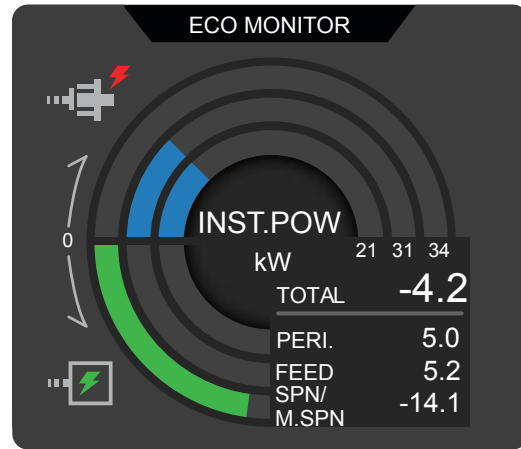 ECO MONITOR
0
INST.POW
kW
21 31 34
TOTAL -4.2
PERI. 5.0
FEED 5.2
SPN/
M.SPN -14.1